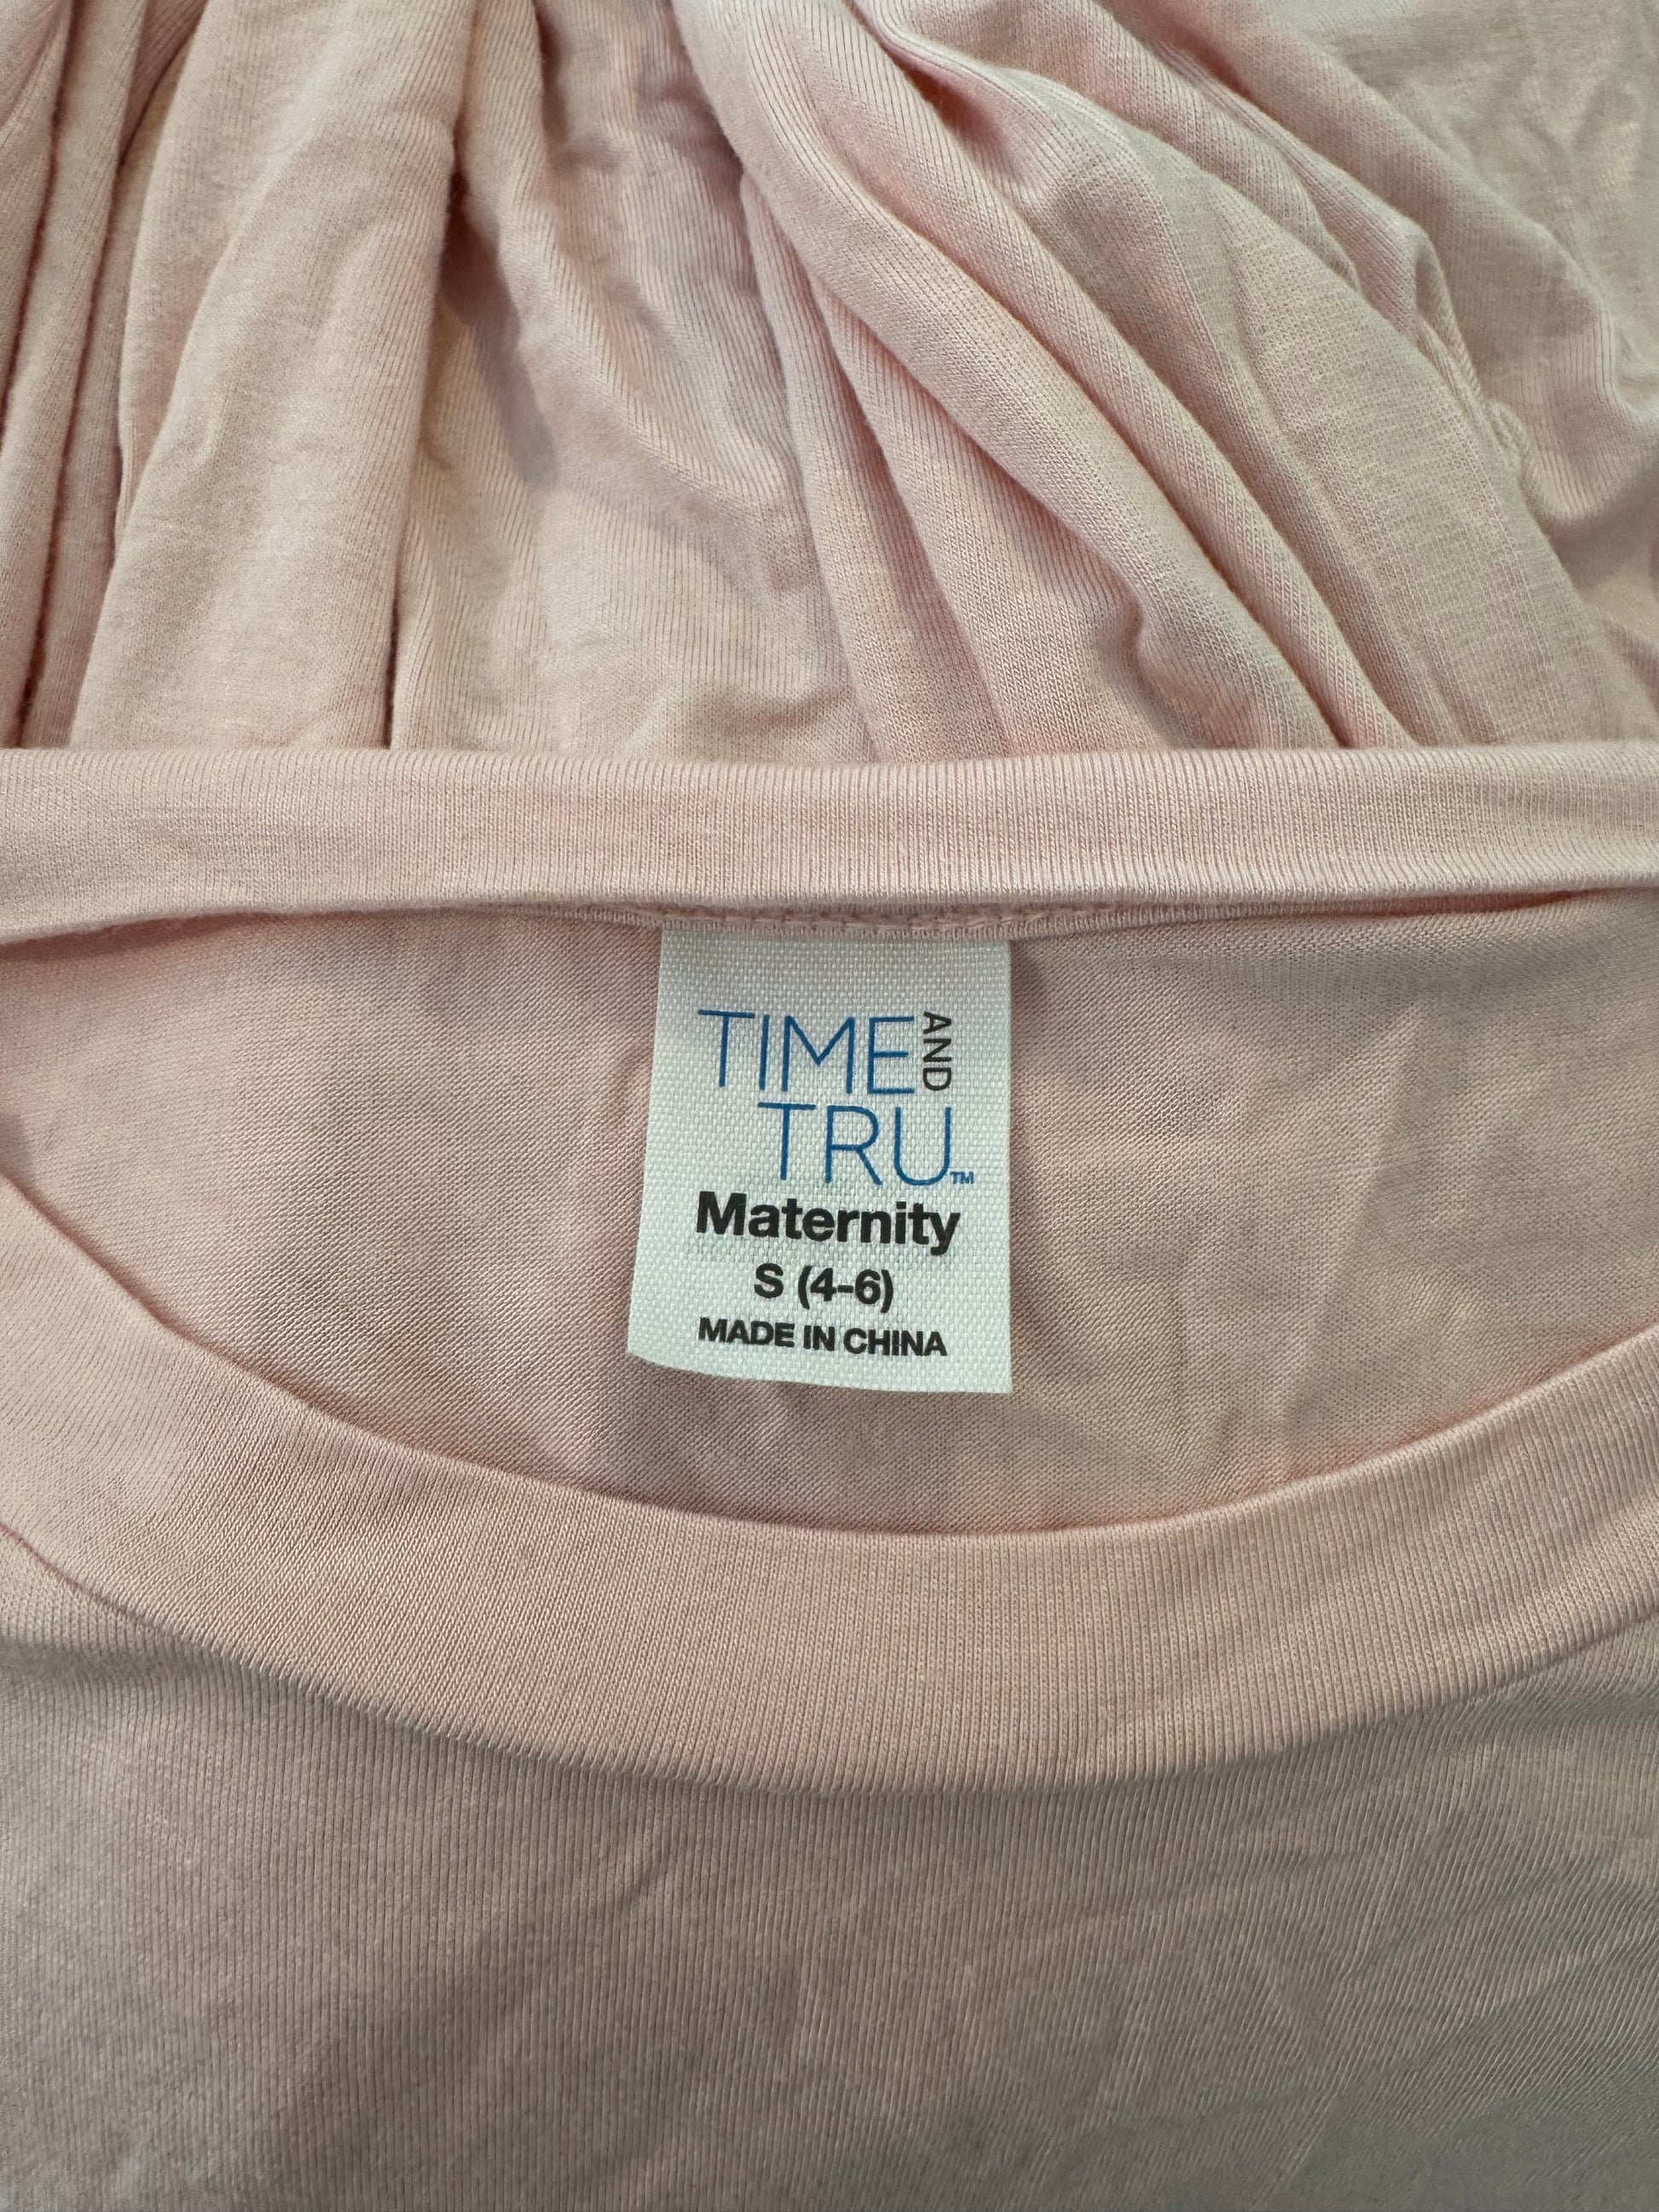 TIME AND
TRU™
Maternity
S (4-6)
MADE IN CHINA